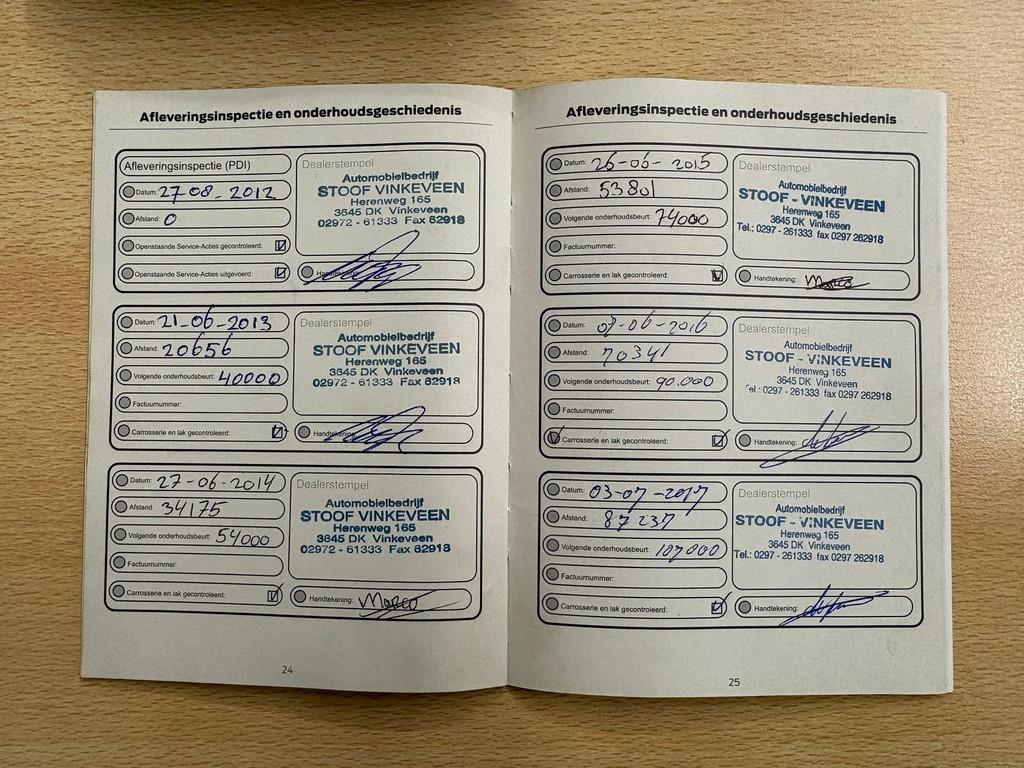 Afleveringsinspectie en onderhoudsgeschiedenis
Afleveringsinspectie (PDI)
Datum: 27-08-2012
Afstand: 0
Openstaande Service-Acties gecontroleerd:
Openstaande Service-Acties uitgevoerd:
Dealerstempel
Automobielbedrijf
STOOF VINKEVEEN
Herenweg 165
3645 DK Vinkeveen
02972 - 61333 Fax 62918
Datum: 21-06-2013
Afstand: 20656
Volgende onderhoudsbeurt: 40000
Factuurnummer:
Carrosserie en lak gecontroleerd:
Dealerstempel
Automobielbedrijf
STOOF VINKEVEEN
Herenweg 165
3645 DK Vinkeveen
02972 - 61333 Fax 62918
Handtekening:
Datum: 27-06-2014
Afstand: 34175
Volgende onderhoudsbeurt: 54000
Factuurnummer:
Carrosserie en lak gecontroleerd:
Dealerstempel
Automobielbedrijf
STOOF VINKEVEEN
Herenweg 165
3645 DK Vinkeveen
02972 - 61333 Fax 62918
Handtekening: Marco
24
Afleveringsinspectie en onderhoudsgeschiedenis
Datum: 26-06-2015
Afstand: 53801
Volgende onderhoudsbeurt: 74000
Factuurnummer:
Carrosserie en lak gecontroleerd:
Dealerstempel
Automobielbedrijf
STOOF - VINKEVEEN
Herenweg 165
3645 DK Vinkeveen
Tel.: 0297 - 261333 fax 0297 262918
Handtekening: Marco
Datum: 07-06-2016
Afstand: 70341
Volgende onderhoudsbeurt: 90.000
Factuurnummer:
Carrosserie en lak gecontroleerd:
Dealerstempel
Automobielbedrijf
STOOF - VINKEVEEN
Herenweg 165
3645 DK Vinkeveen
Tel.: 0297 - 261333 fax 0297 262918
Handtekening:
Datum: 03-07-2017
Afstand: 87237
Volgende onderhoudsbeurt: 107000
Factuurnummer:
Carrosserie en lak gecontroleerd:
Dealerstempel
Automobielbedrijf
STOOF - VINKEVEEN
Herenweg 165
3645 DK Vinkeveen
Tel.: 0297 - 261333 fax 0297 262918
Handtekening:
25